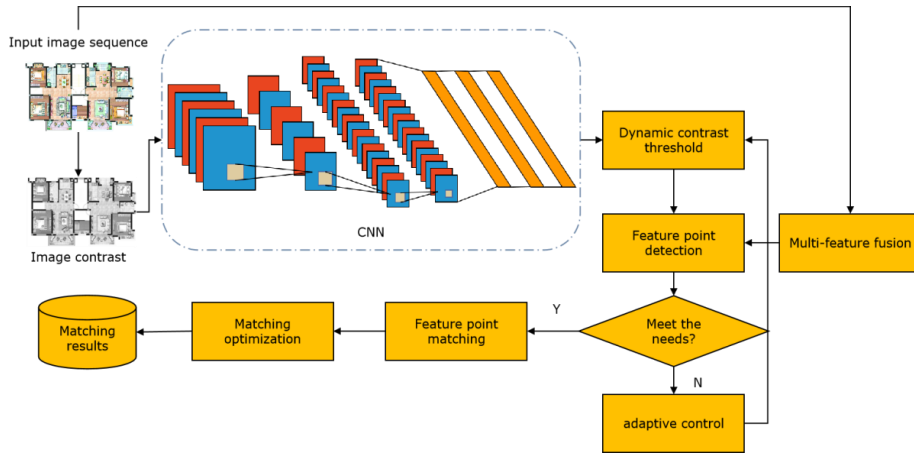 Input image sequence
Image contrast
CNN
Dynamic contrast
threshold
Feature point
detection
Multi-feature fusion
Y
Meet the
needs?
Feature point
matching
Matching
optimization
Matching
results
N
adaptive control